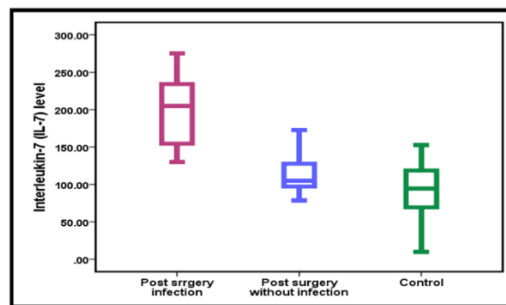 Interleukin-7 (IL-7) level
300.00
250.00
200.00
150.00
100.00
50.00
.00
Post srrgery
infection
Post surgery
without infection
Control